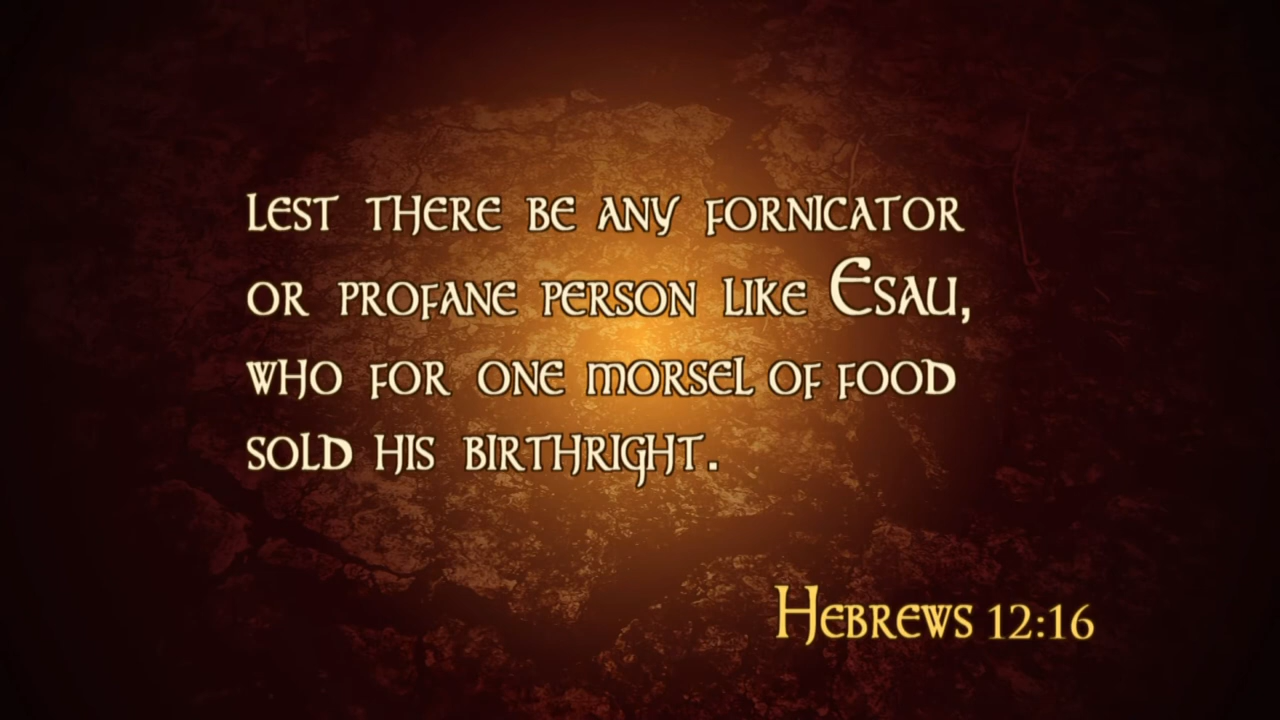 Lest there be any fornicator
or profane person like Esau,
who for one morsel of food
sold his birthright.
Hebrews 12:16